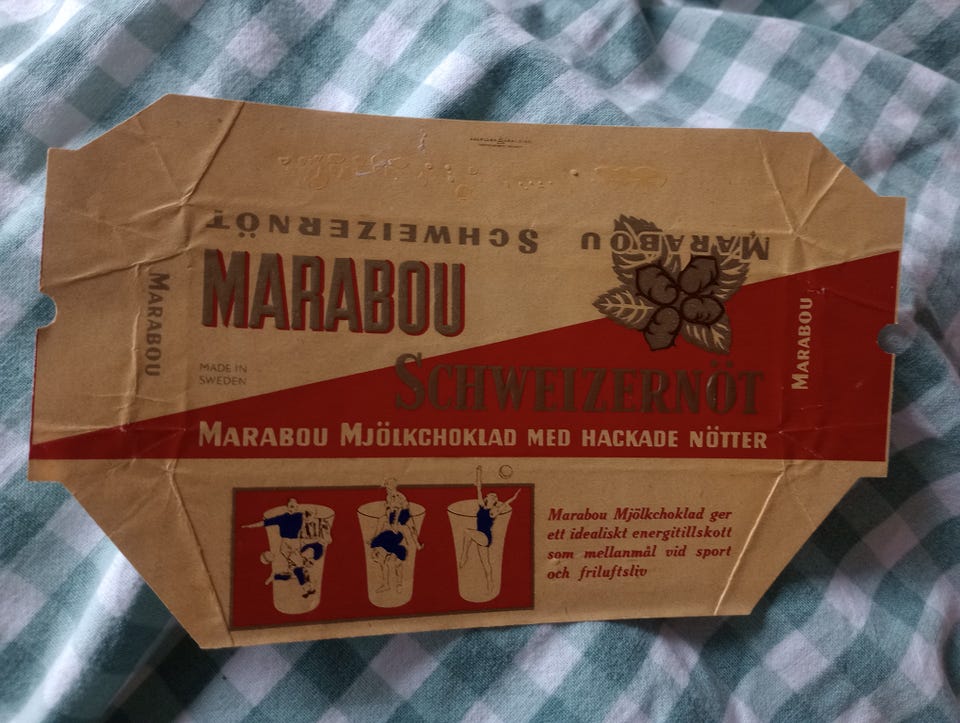 SCHWEIZERNÖT MARABOU
MARABOU
MARABOU
MADE IN
SWEDEN
SCHWEIZERNÖT
MARABOU
MARABOU MJÖLKCHOKLAD MED HACKADE NÖTTER
Marabou Mjölkchoklad ger
ett idealiskt energitillskott
som mellanmål vid sport
och friluftsliv